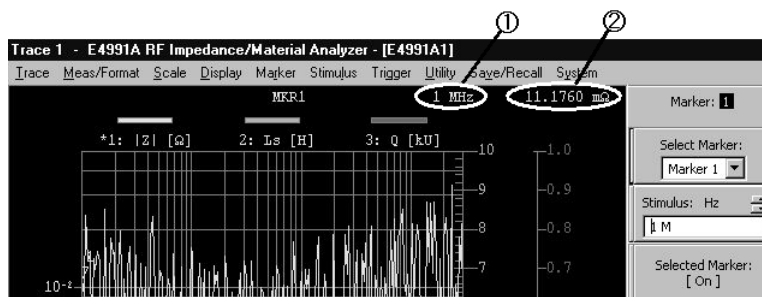 ① ②
Trace 1 - E4991A RF Impedance/Material Analyzer - [E4991A1]
Trace Meas/Format Scale Display Marker Stimulus Trigger Utility Save/Recall System
MKR1 1 MHz 11.1760 mΩ
Marker: 1
*1: |Z| [Ω] 2: Ls [H] 3: Q [kU]
Select Marker:
Marker 1
10 1.0
9 0.9
Stimulus: Hz
1 M
8 0.8
7 0.7
Selected Marker:
[ On ]
10⁻²